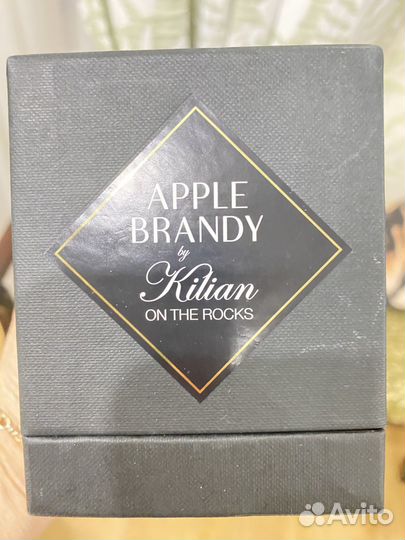 APPLE
BRANDY
by
Kilian
ON THE ROCKS
Avito